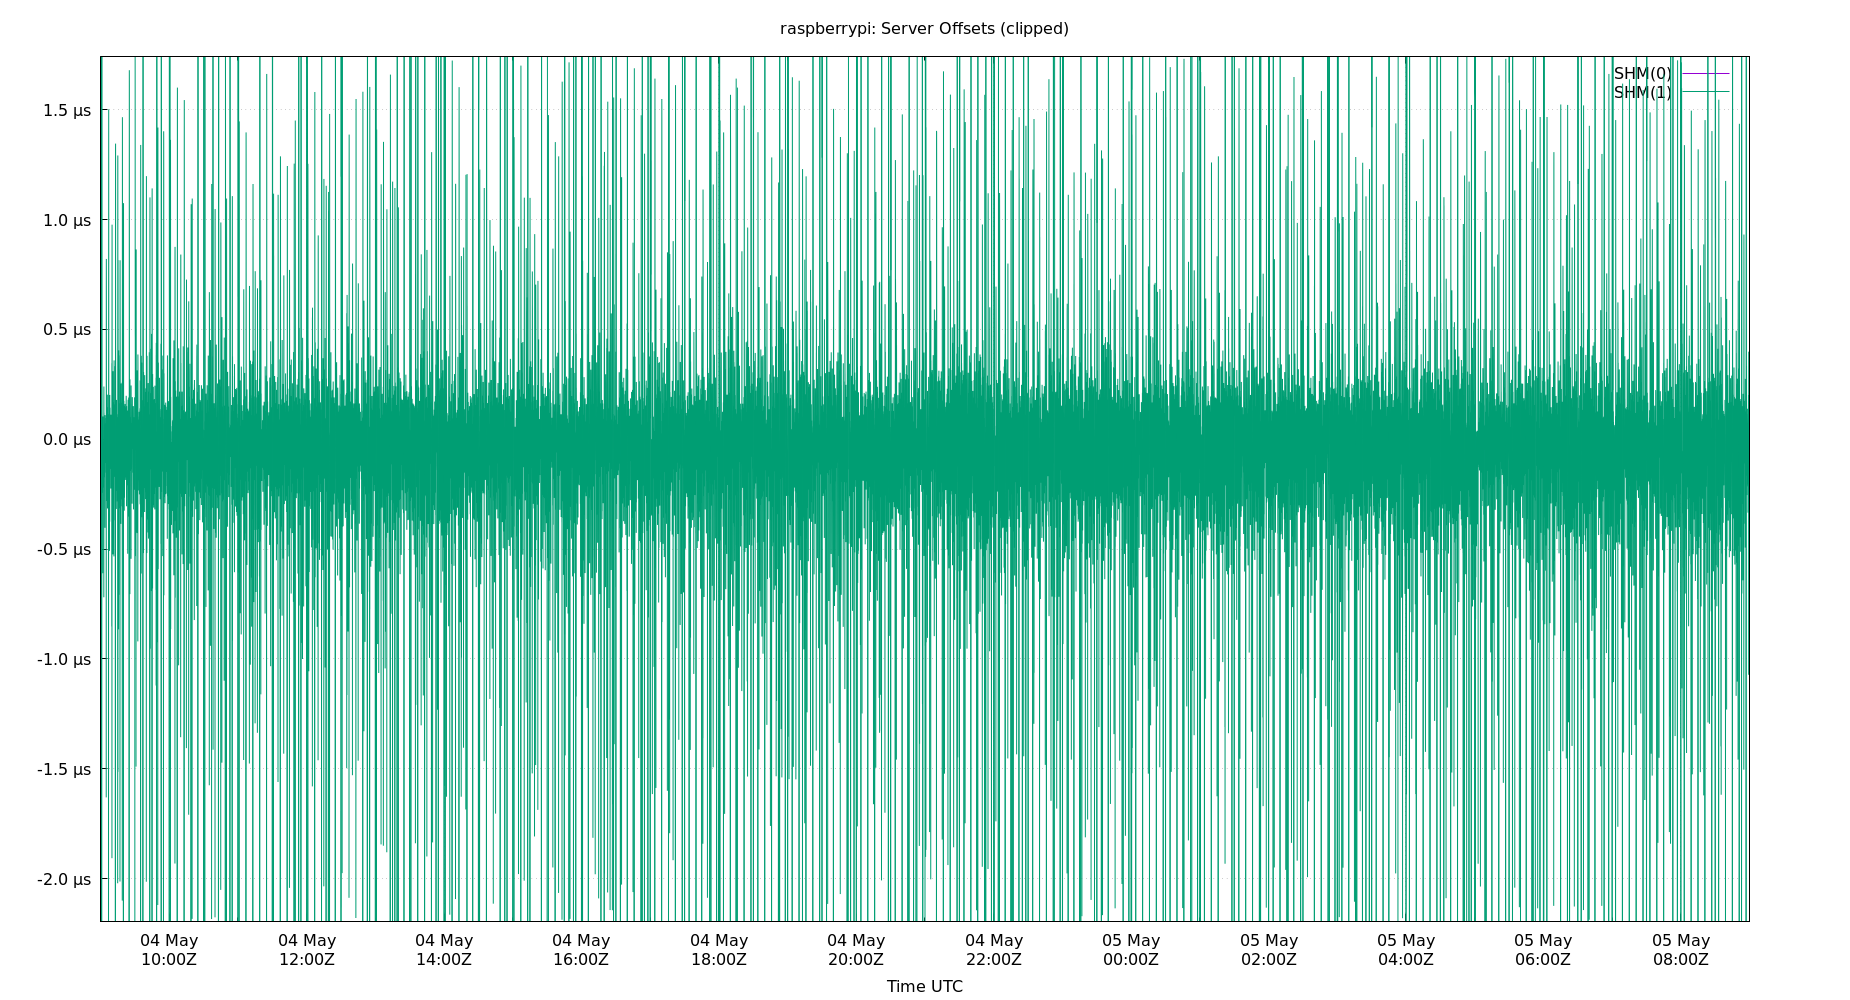 raspberrypi: Server Offsets (clipped)
SHM(0)
SHM(1)
1.5 μs
1.0 μs
0.5 μs
0.0 μs
-0.5 μs
-1.0 μs
-1.5 μs
-2.0 μs
04 May 04 May 04 May 04 May 04 May 04 May 04 May 05 May 05 May 05 May 05 May 05 May
10:00Z 12:00Z 14:00Z 16:00Z 18:00Z 20:00Z 22:00Z 00:00Z 02:00Z 04:00Z 06:00Z 08:00Z
Time UTC